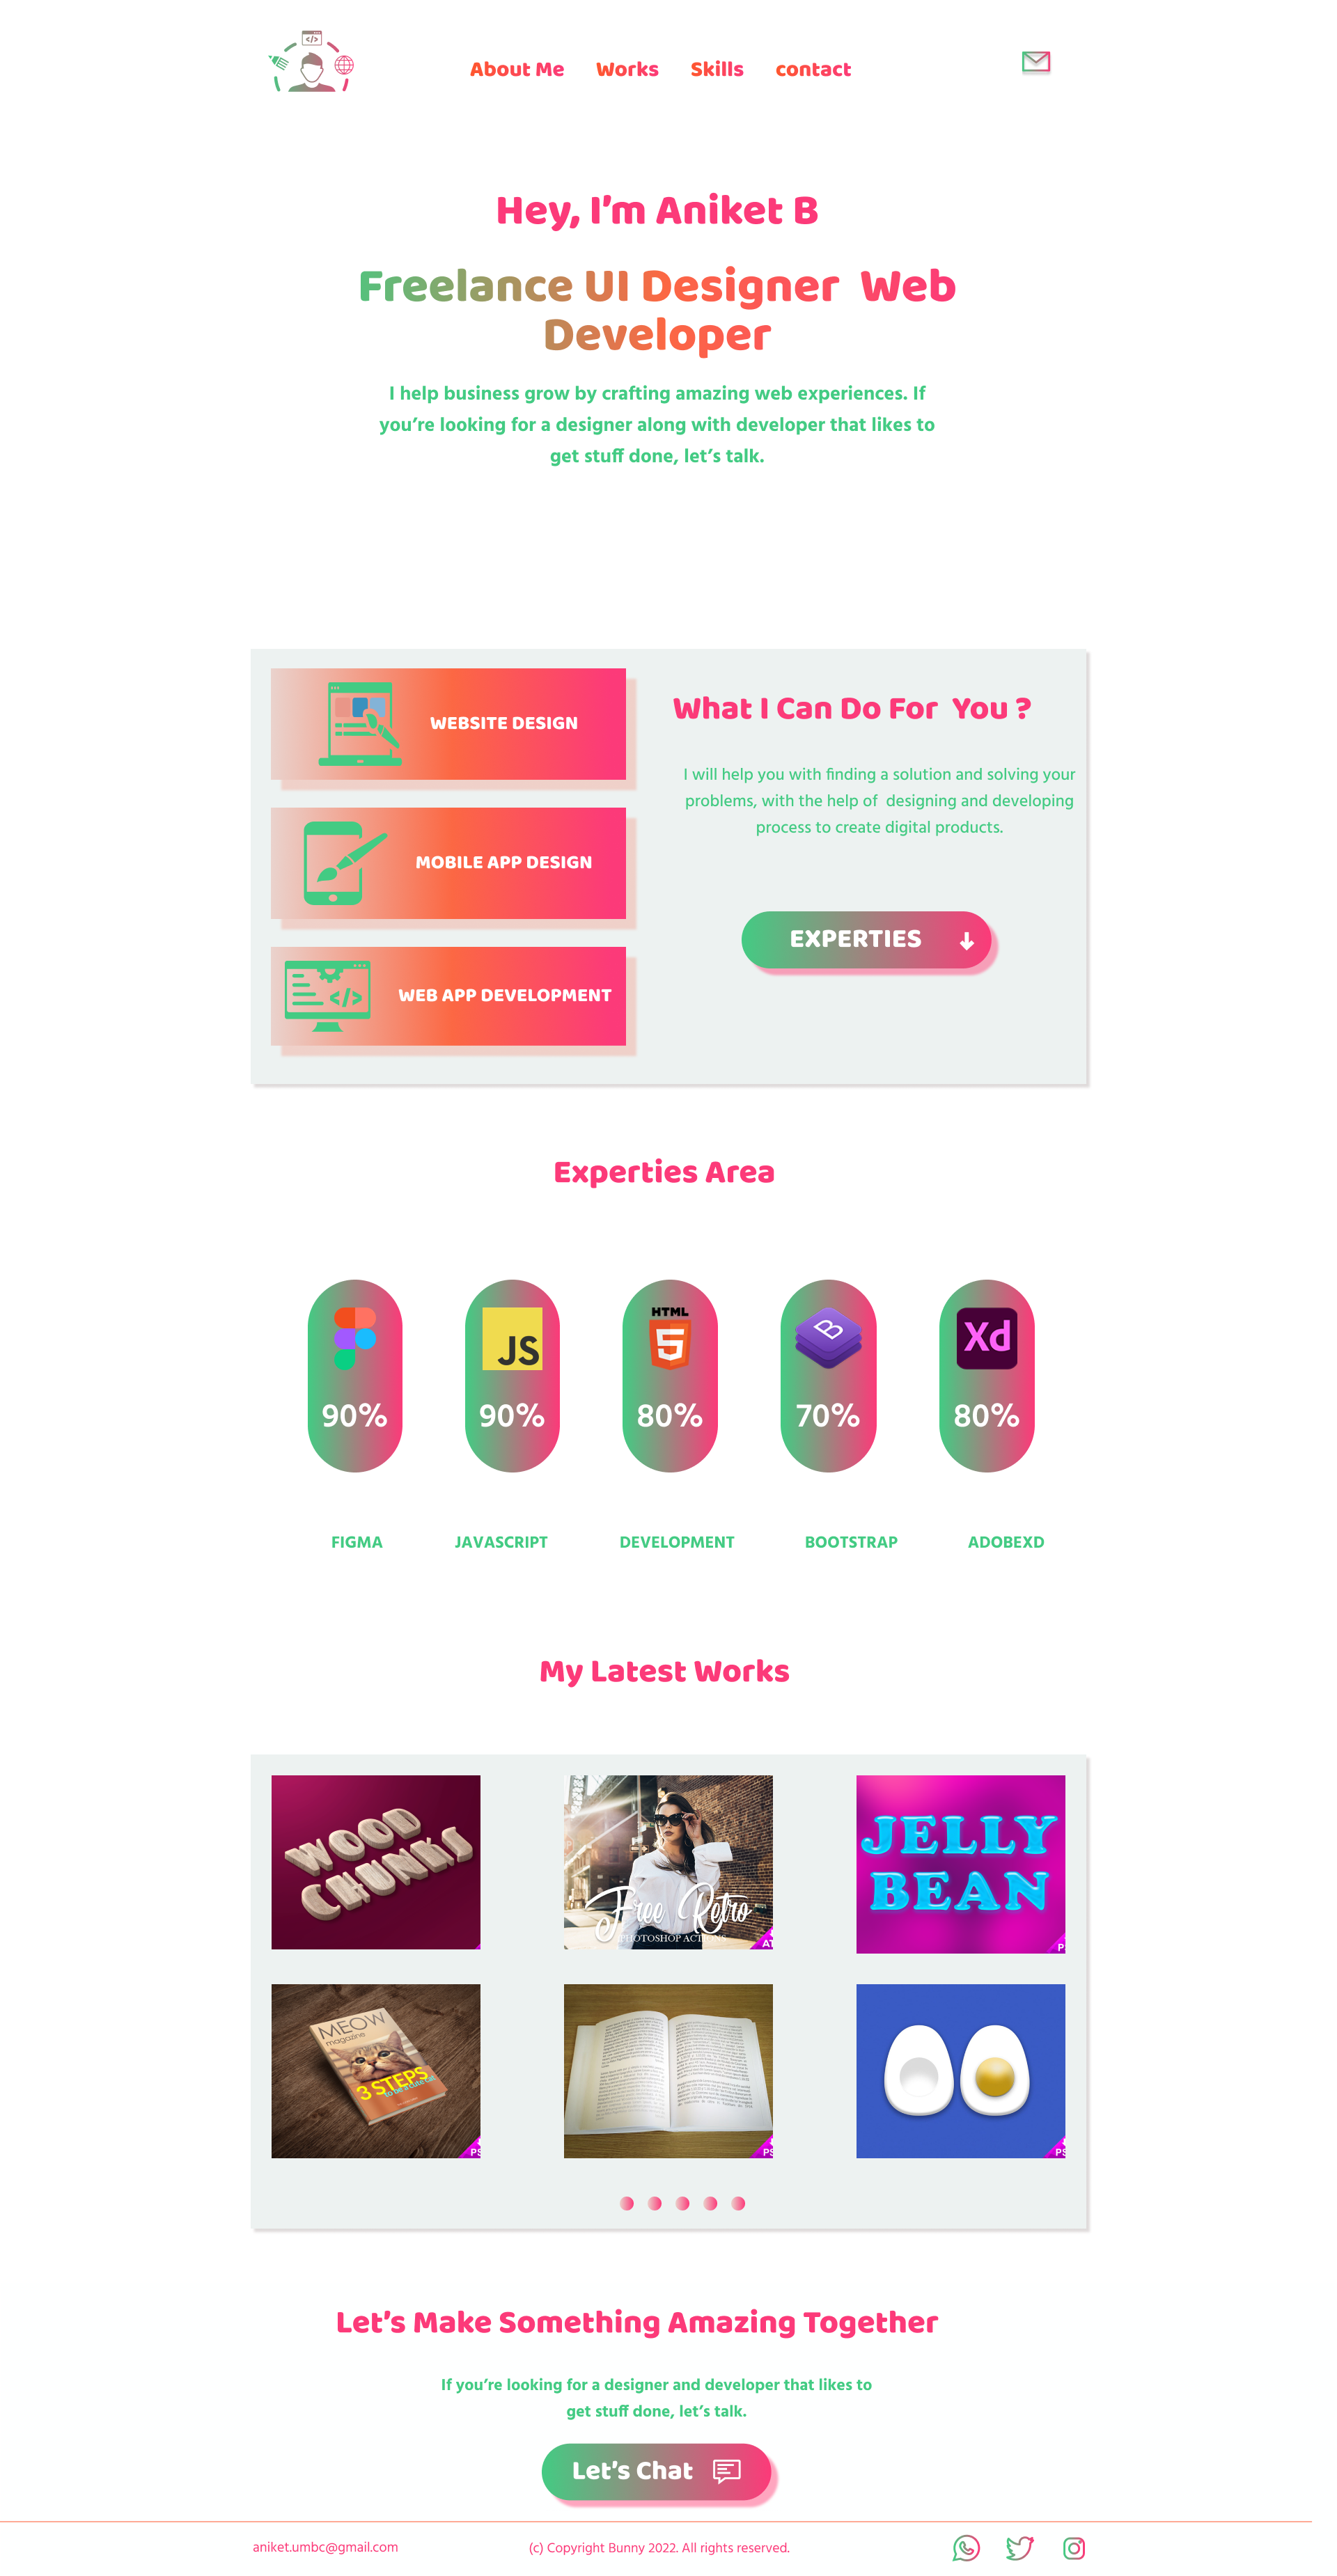 </>
About Me Works Skills contact
Hey, I'm Aniket B
Freelance UI Designer Web
Developer
I help business grow by crafting amazing web experiences. If
you're looking for a designer along with developer that likes to
get stuff done, let's talk.
WEBSITE DESIGN
MOBILE APP DESIGN
</>
WEB APP DEVELOPMENT
What I Can Do For You ?
I will help you with finding a solution and solving your
problems, with the help of designing and developing
process to create digital products.
EXPERTIES
Experties Area
JS
HTML
5
B
Xd
90% 90% 80% 70% 80%
FIGMA JAVASCRIPT DEVELOPMENT BOOTSTRAP ADOBEXD
My Latest Works
WOOD
CHUNKS
Free Retro
PHOTOSHOP ACTIONS
AT
JELLY
BEAN
P
MEOW
magazine
3 STEPS
to be a cute cat
PS
PS
PS
Let's Make Something Amazing Together
If you're looking for a designer and developer that likes to
get stuff done, let's talk.
Let's Chat
aniket.umbc@gmail.com
(c) Copyright Bunny 2022. All rights reserved.